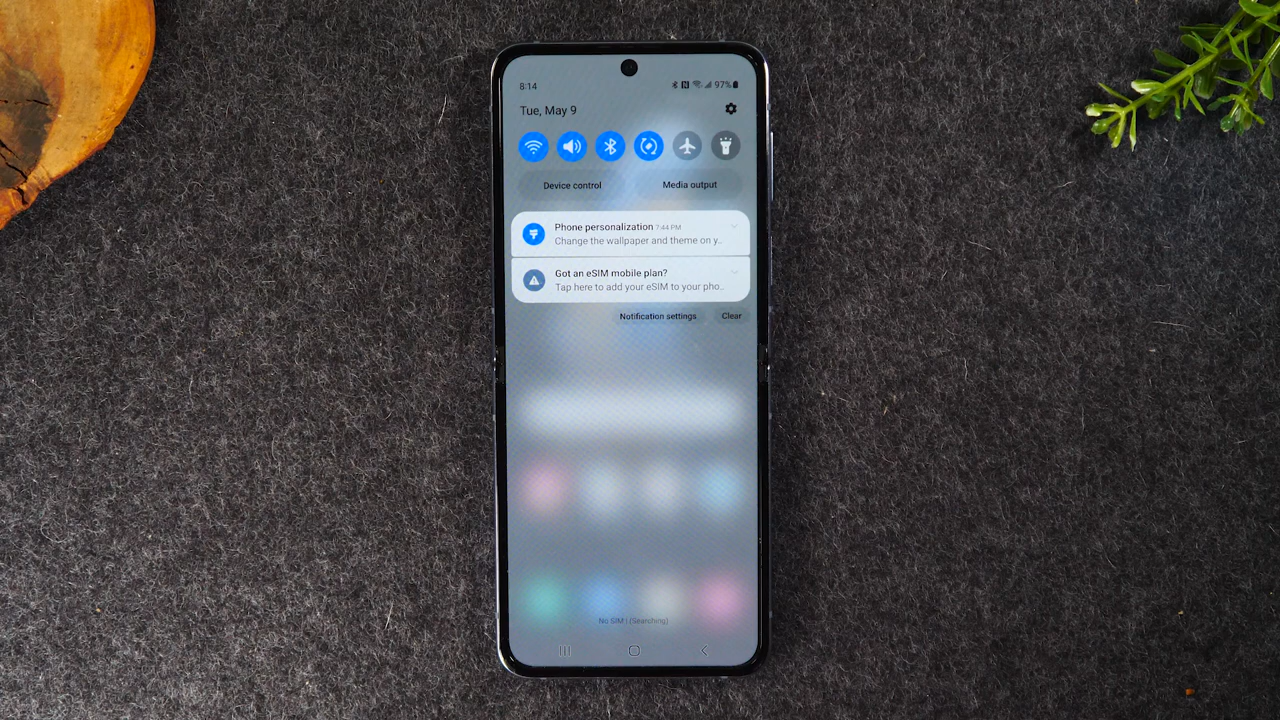 8:14
97%
Tue, May 9
Device control Media output
Phone personalization 7:44 PM
Change the wallpaper and theme on y..
Got an eSIM mobile plan?
Tap here to add your eSIM to your pho..
Notification settings Clear
No SIM | (Searching)